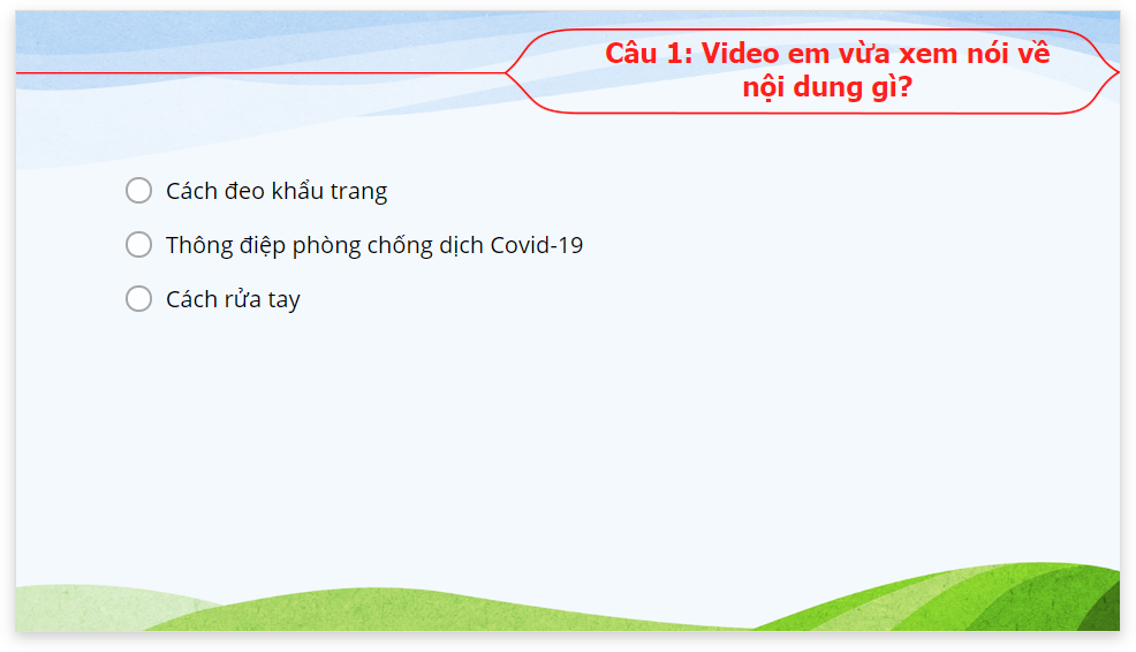 Câu 1: Video em vừa xem nói về
nội dung gì?
Cách đeo khẩu trang
Thông điệp phòng chống dịch Covid-19
Cách rửa tay